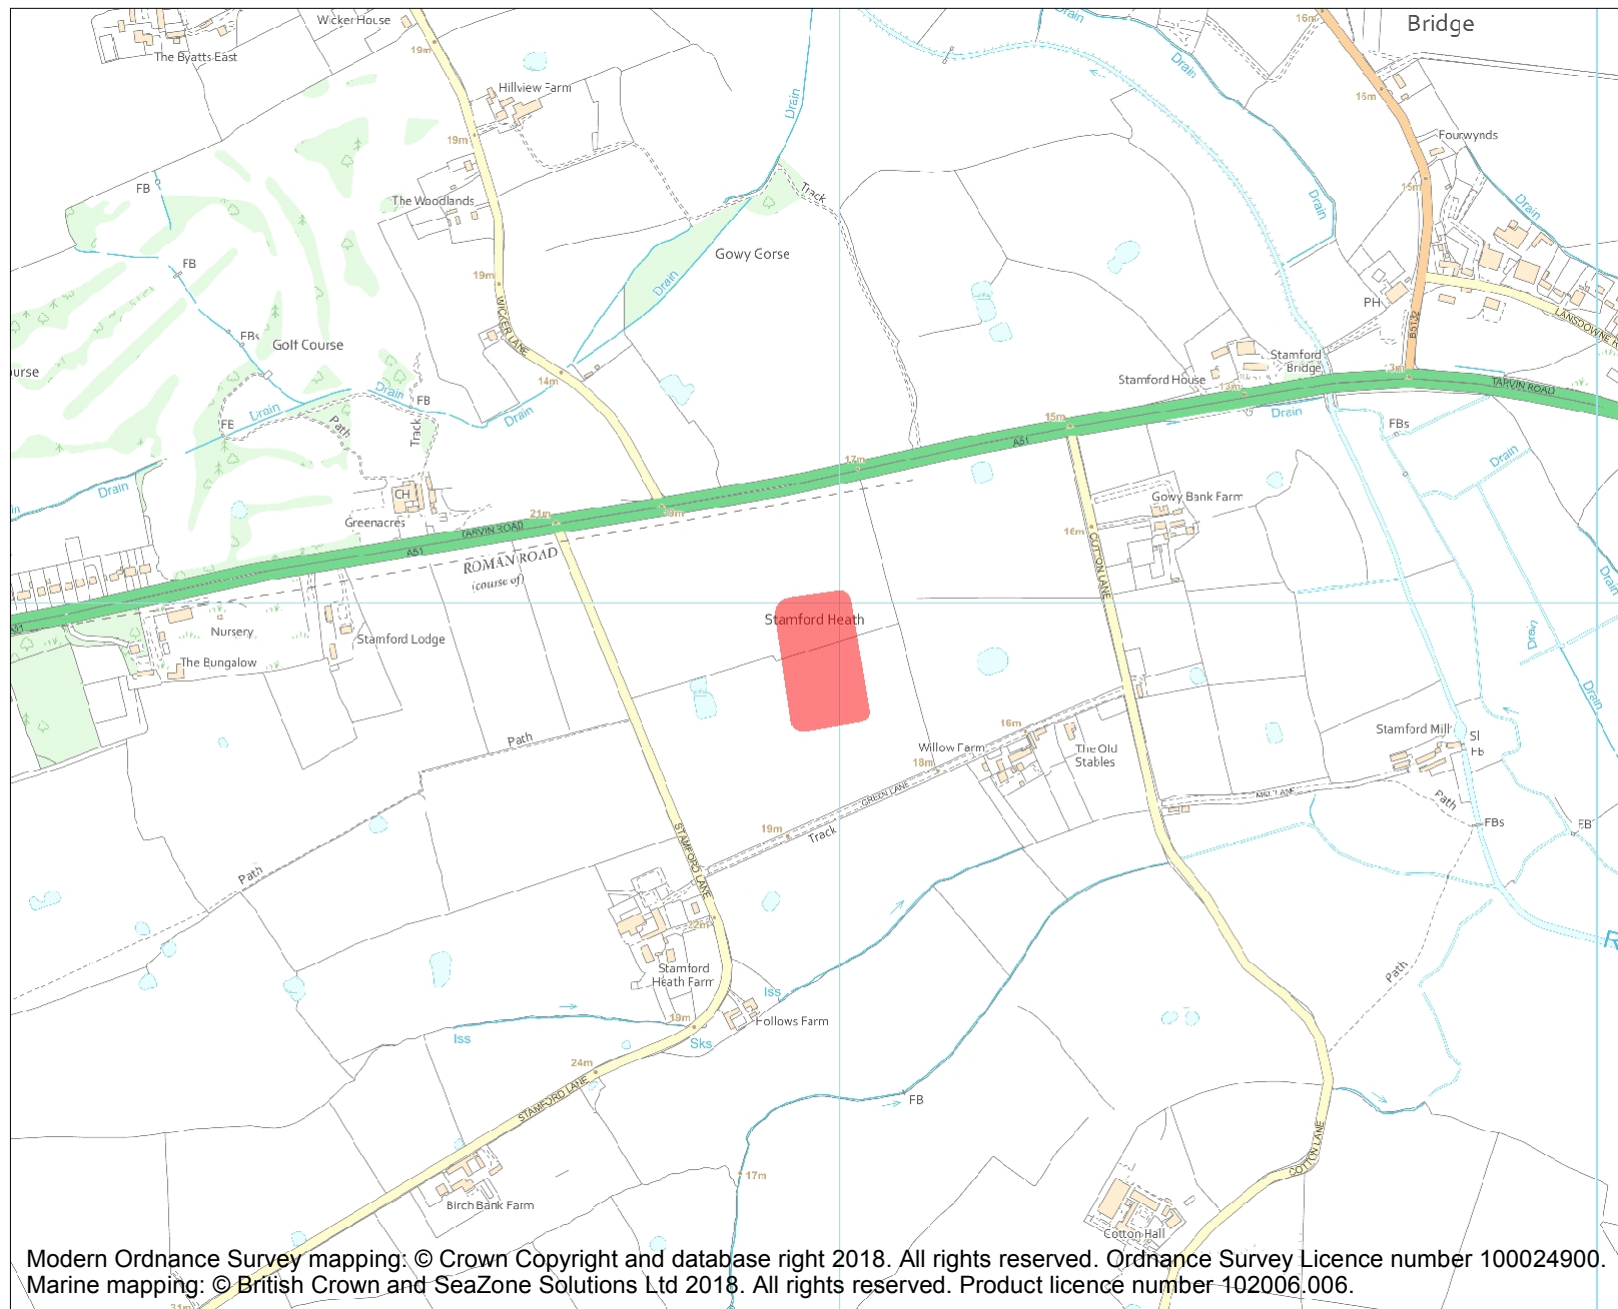 Wicker House
Bridge
The Byatts East
19m
16m
Drain
Hillview Farm
Drain
Drain
16m
19m
Fourwynds
FB
Track
15m
The Woodlands
Drain
Drain
Gowy Gorse
FB
19m
Drain
PH
WICKER LANE
B5132
FBs
Golf Course
Stamford
Bridge
Stamford House
14m
Drain
FB
Drain
13m
TARVIN ROAD
Drain
Drain
Path
Track
15m
FBs
A51
17m
Drain
CH
Drain
Gowy Bank Farm
21m
Greenacres
TARVIN ROAD
A51
ROMAN ROAD
(course of)
16m
COTTON LANE
Drain
Stamford Heath
Nursery
Stamford Lodge
The Bungalow
Drain
Drain
Path
16m
Willow Farm
18m
The Old
Stables
Stamford Mill
Sl
FB
GREEN LANE
MILL LANE
Path
19m
Track
STAMFORD LANE
FBs
FB
Path
22m
Stamford
Heath Farm
Path
Iss
19m
Follows Farm
Iss
Sks
24m
STAMFORD LANE
FB
COTTON LANE
17m
Birch Bank Farm
Cotton Hall
31m
Modern Ordnance Survey mapping: © Crown Copyright and database right 2018. All rights reserved. Ordnance Survey Licence number 100024900.
Marine mapping: © British Crown and SeaZone Solutions Ltd 2018. All rights reserved. Product licence number 102006.006.